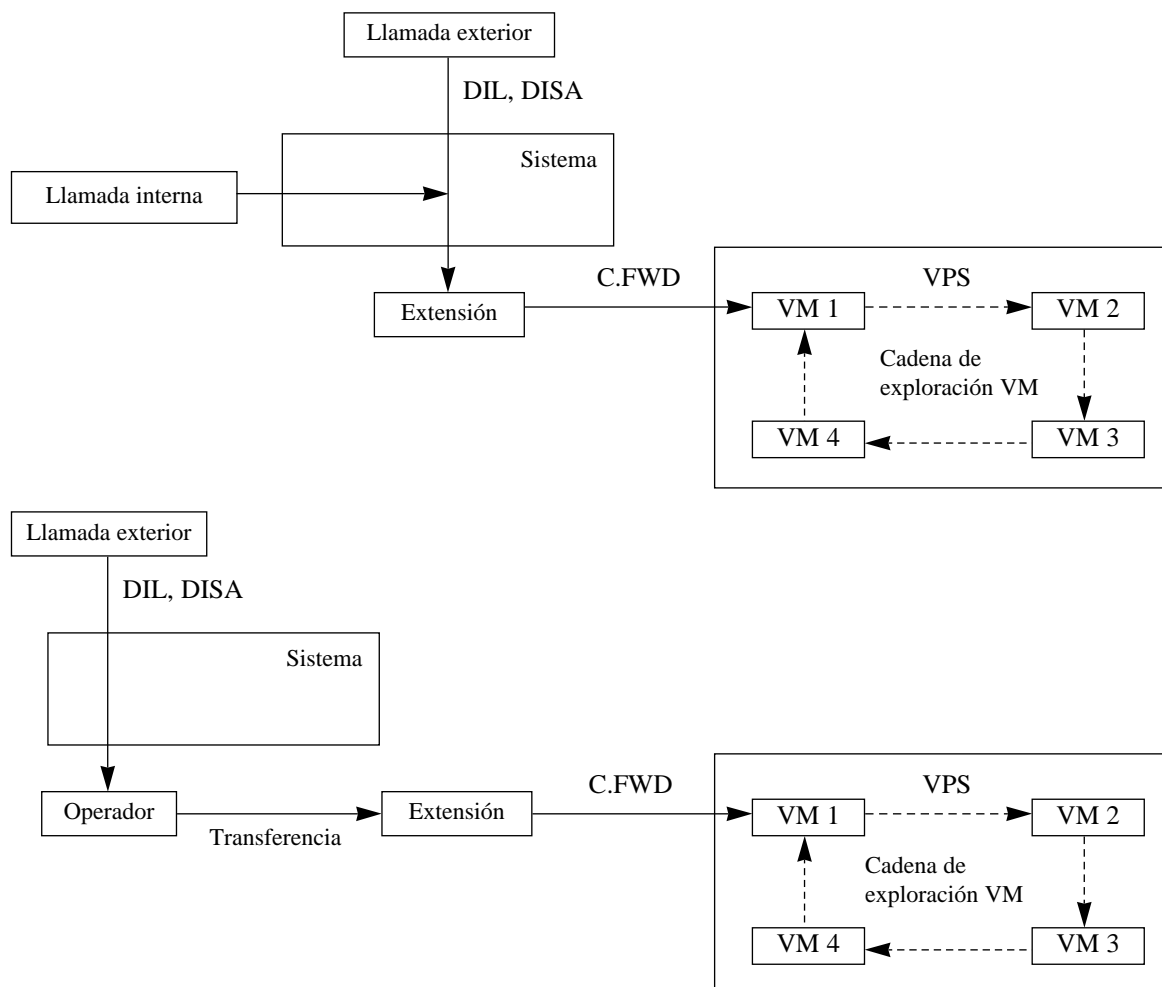 Llamada exterior
DIL, DISA
Sistema
Llamada interna
C.FWD
VPS
Extensión
VM 1
VM 2
Cadena de
exploración VM
VM 4
VM 3
Llamada exterior
DIL, DISA
Sistema
C.FWD
VPS
Operador
Transferencia
Extensión
VM 1
VM 2
Cadena de
exploración VM
VM 4
VM 3